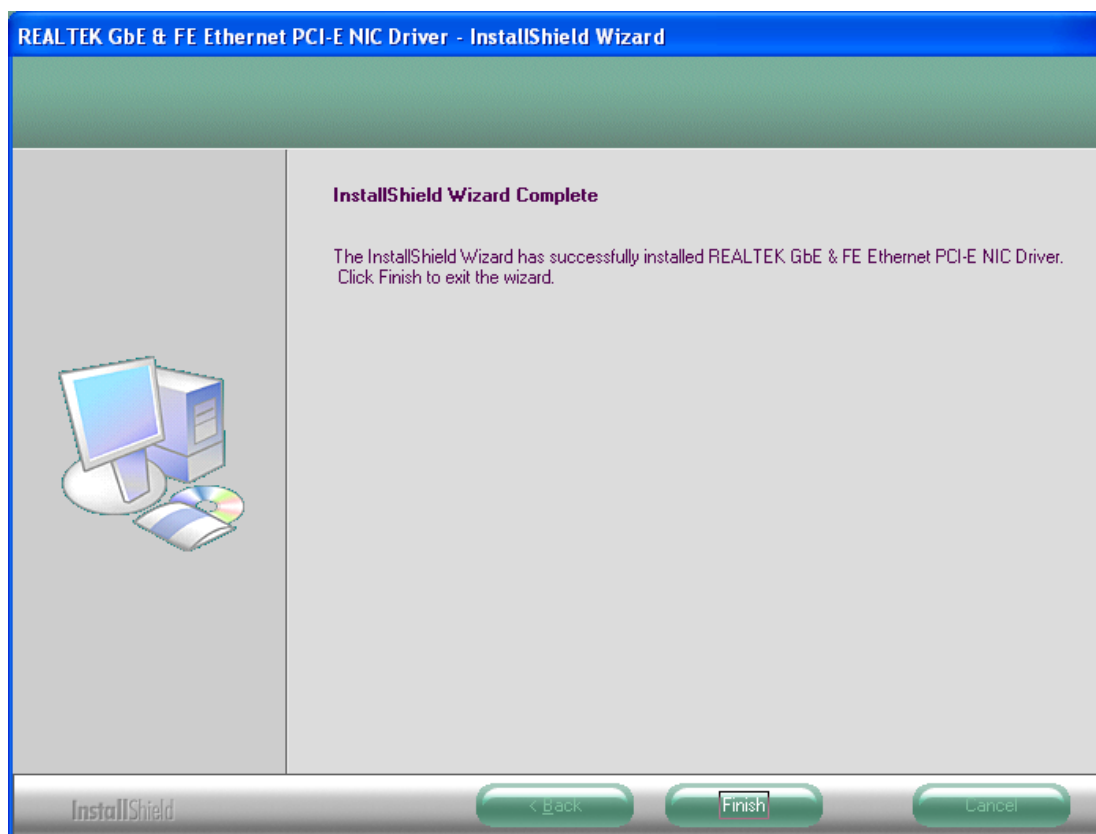 REALTEK GbE & FE Ethernet PCI-E NIC Driver - InstallShield Wizard
InstallShield Wizard Complete
The InstallShield Wizard has successfully installed REALTEK GbE & FE Ethernet PCI-E NIC Driver.
Click Finish to exit the wizard.
InstallShield
< Back
Finish
Cancel